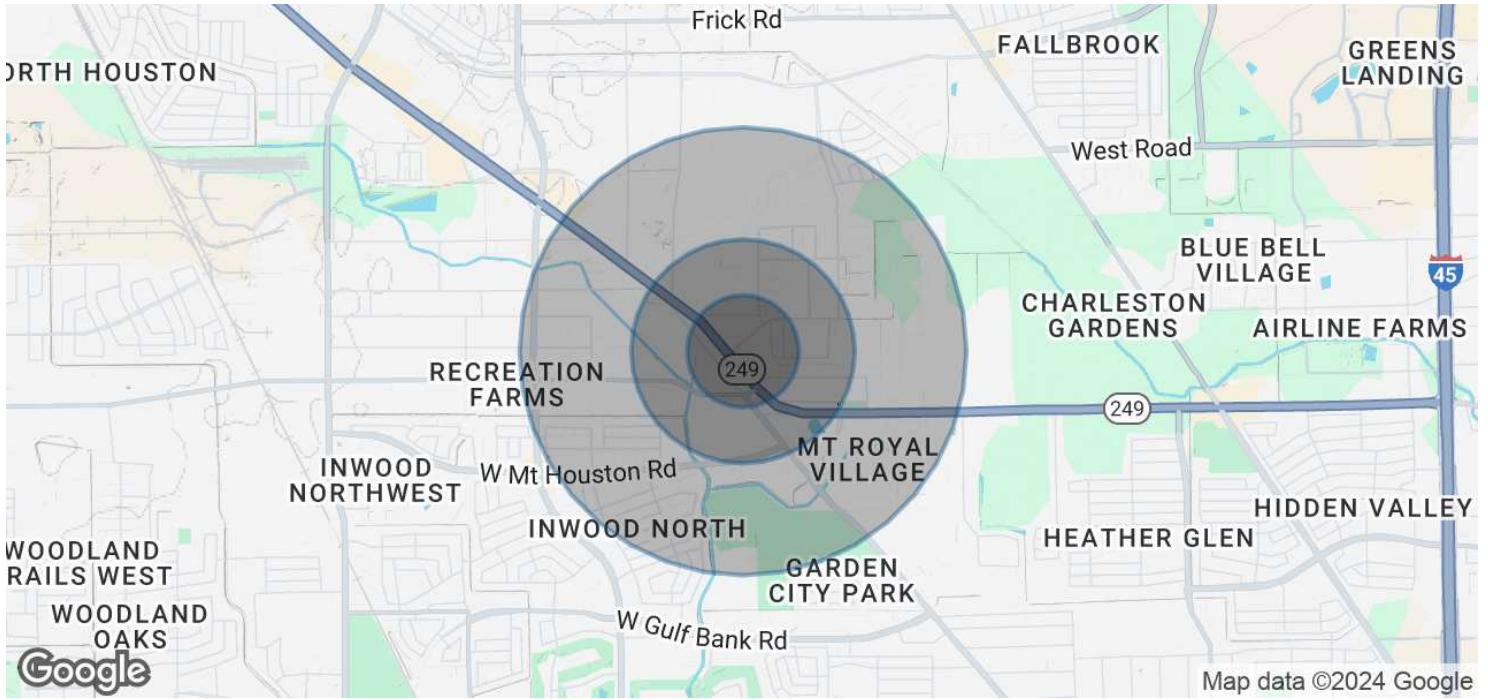 Frick Rd
FALLBROOK
GREENS
LANDING
ORTH HOUSTON
West Road
BLUE BELL
VILLAGE
45
CHARLESTON
GARDENS
AIRLINE FARMS
RECREATION
FARMS
249
249
MT ROYAL
VILLAGE
INWOOD
NORTHWEST
W Mt Houston Rd
HIDDEN VALLEY
INWOOD NORTH
HEATHER GLEN
WOODLAND
RAILS WEST
GARDEN
CITY PARK
WOODLAND
OAKS
W Gulf Bank Rd
Google
Map data ©2024 Google